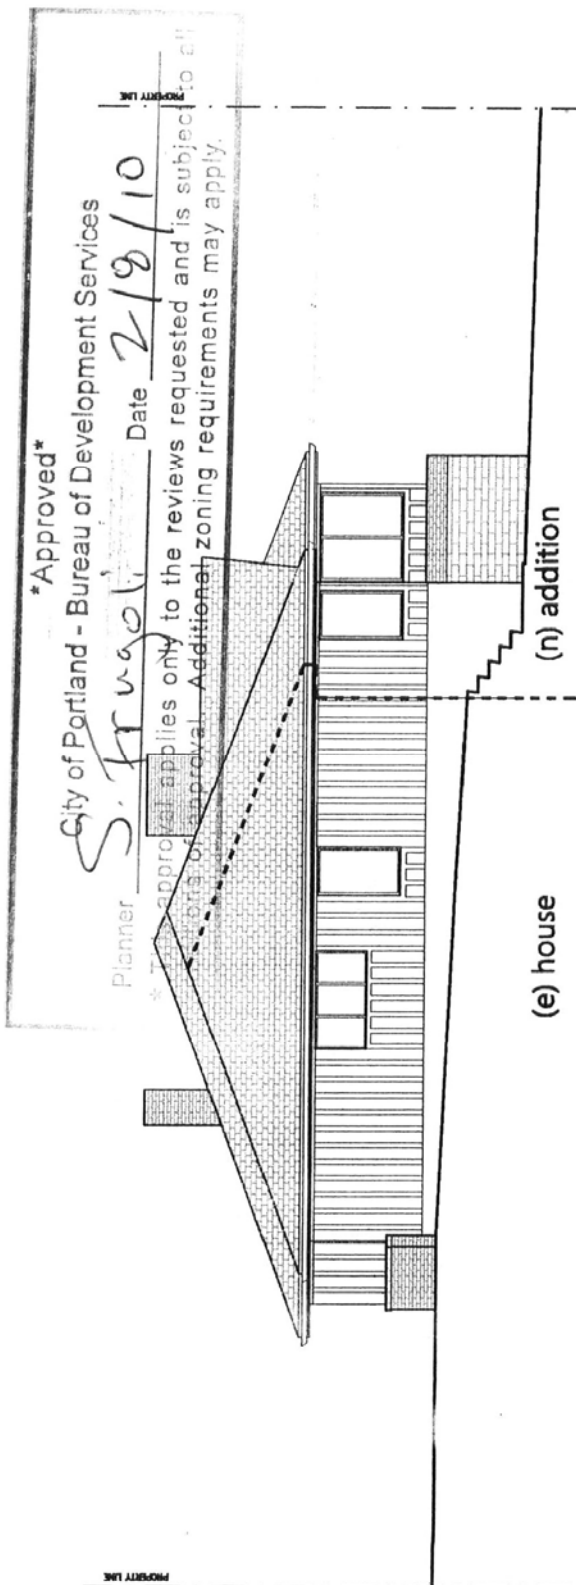 *Approved*
City of Portland - Bureau of Development Services
Planner S. Frugoli Date 2/8/10
* This approval applies only to the reviews requested and is subject to all
conditions of approval. Additional zoning requirements may apply.
PROPERTY LINE
PROPERTY LINE
(e) house
(n) addition